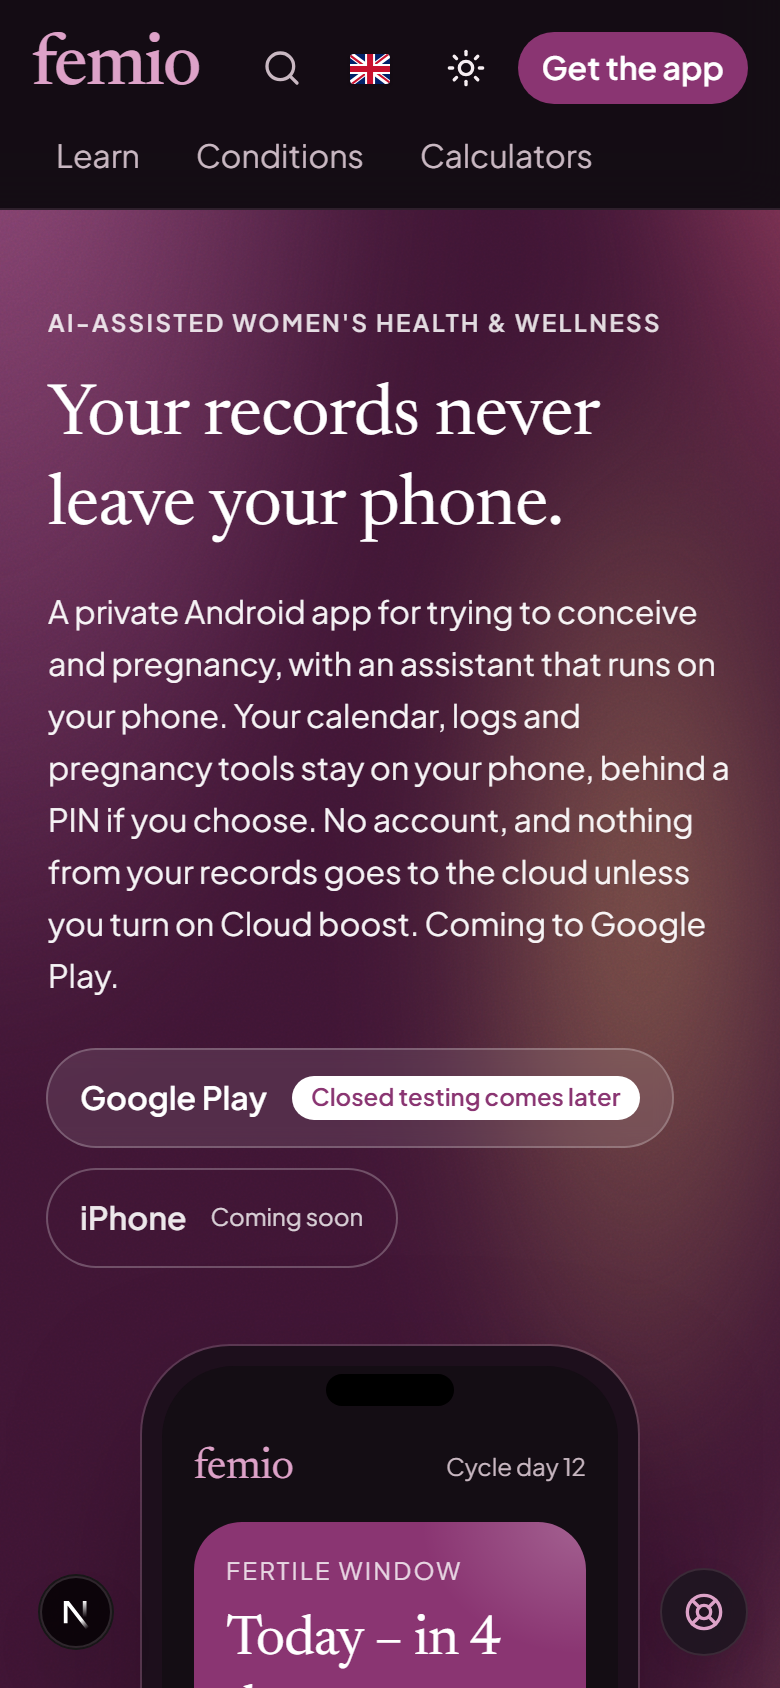 femio
Get the app
Learn Conditions Calculators
AI-ASSISTED WOMEN'S HEALTH & WELLNESS
Your records never
leave your phone.
A private Android app for trying to conceive
and pregnancy, with an assistant that runs on
your phone. Your calendar, logs and
pregnancy tools stay on your phone, behind a
PIN if you choose. No account, and nothing
from your records goes to the cloud unless
you turn on Cloud boost. Coming to Google
Play.
Google Play Closed testing comes later
iPhone Coming soon
femio Cycle day 12
FERTILE WINDOW
Today – in 4
N